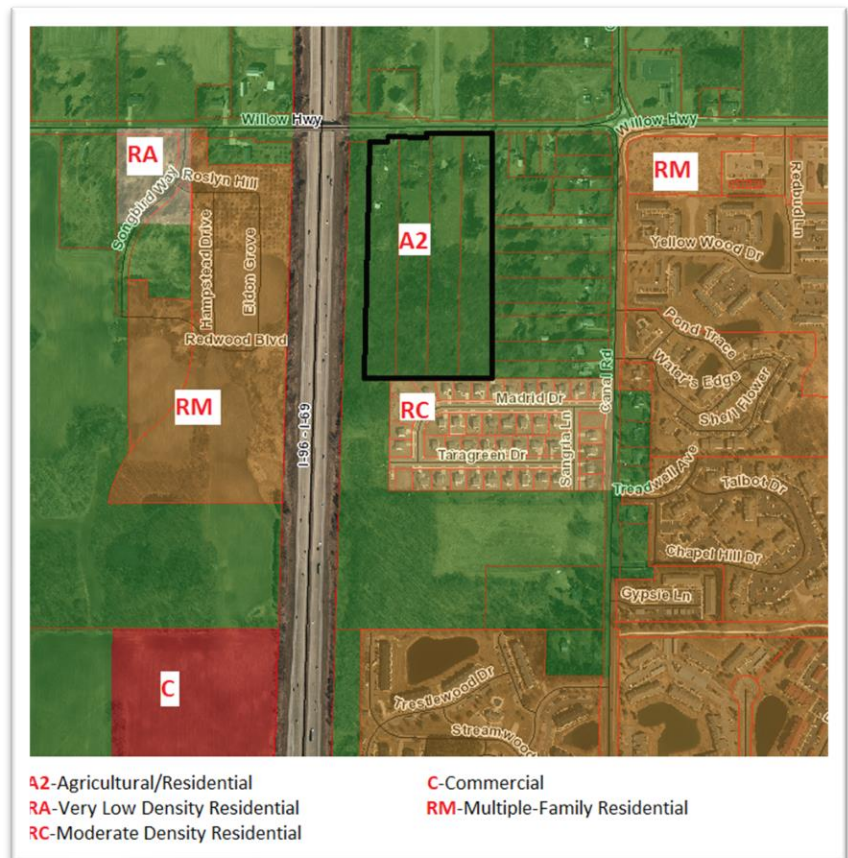 Willow Hwy
Willow Hwy
RA
RM
Songbird Way
Roslyn Hill
Hampstead Drive
Eldon Grove
Redbud Ln
A2
Yellow Wood Dr
Redwood Blvd
Pond Trace
Water's Edge
Shell Flower
RM
RC
Madrid Dr
Canal Rd
I-96 - I-69
Taragreen Dr
Sangria Ln
Treadwell Ave
Talbot Dr
Chapel Hill Dr
Gypsie Ln
C
Trestlewood Dr
Streamwood
A2-Agricultural/Residential
C-Commercial
RA-Very Low Density Residential
RM-Multiple-Family Residential
RC-Moderate Density Residential